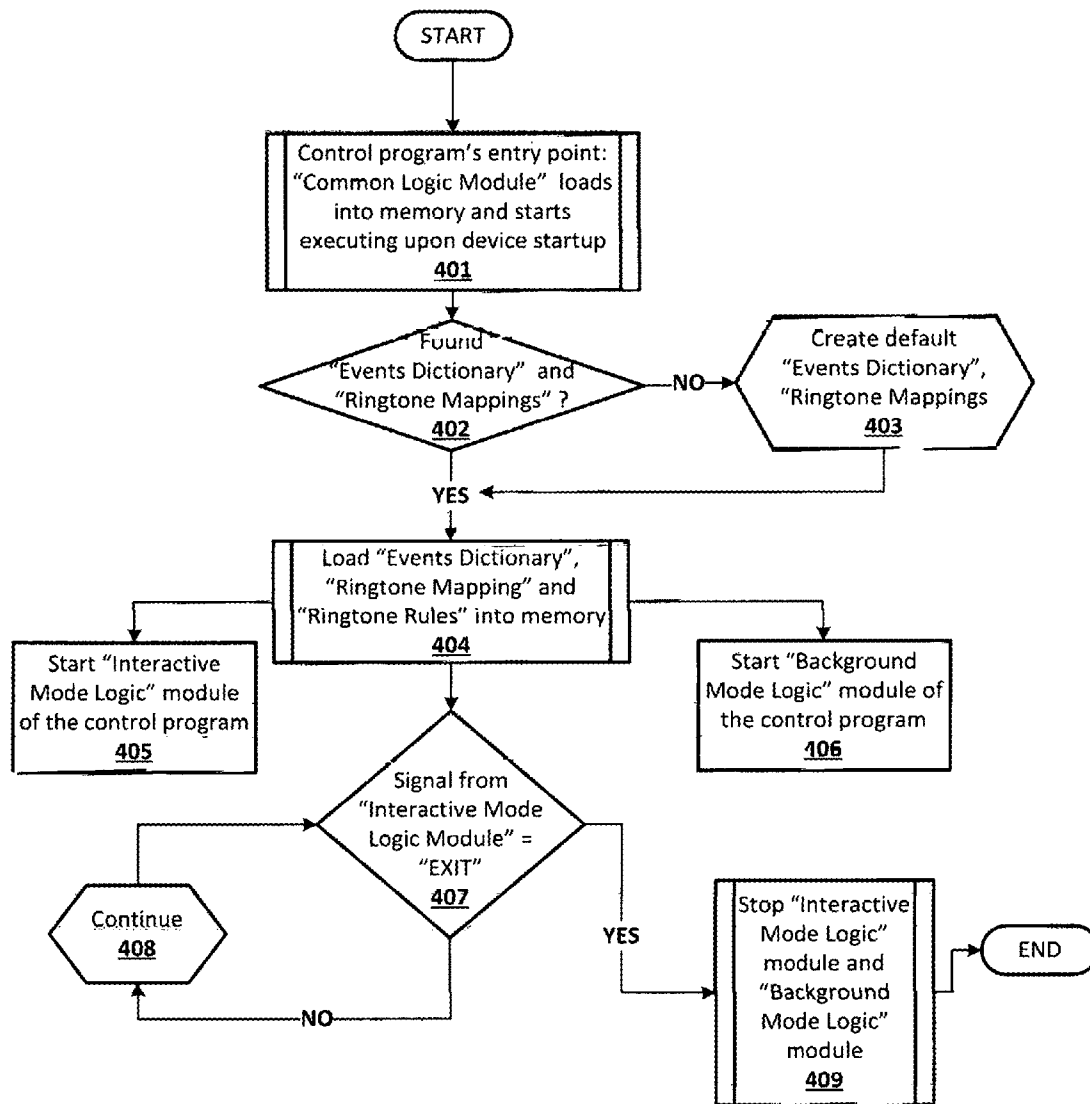 START
Control program's entry point:
“Common Logic Module” loads
into memory and starts
executing upon device startup
401
Found
“Events Dictionary” and
“Ringtone Mappings” ?
402
NO
Create default
“Events Dictionary”,
“Ringtone Mappings
403
YES
Load “Events Dictionary”,
“Ringtone Mapping” and
“Ringtone Rules” into memory
404
Start “Interactive
Mode Logic” module
of the control program
405
Start “Background
Mode Logic” module of
the control program
406
Signal from
“Interactive Mode
Logic Module” =
“EXIT”
407
Continue
408
NO
YES
Stop “Interactive
Mode Logic”
module and
“Background
Mode Logic”
module
409
END